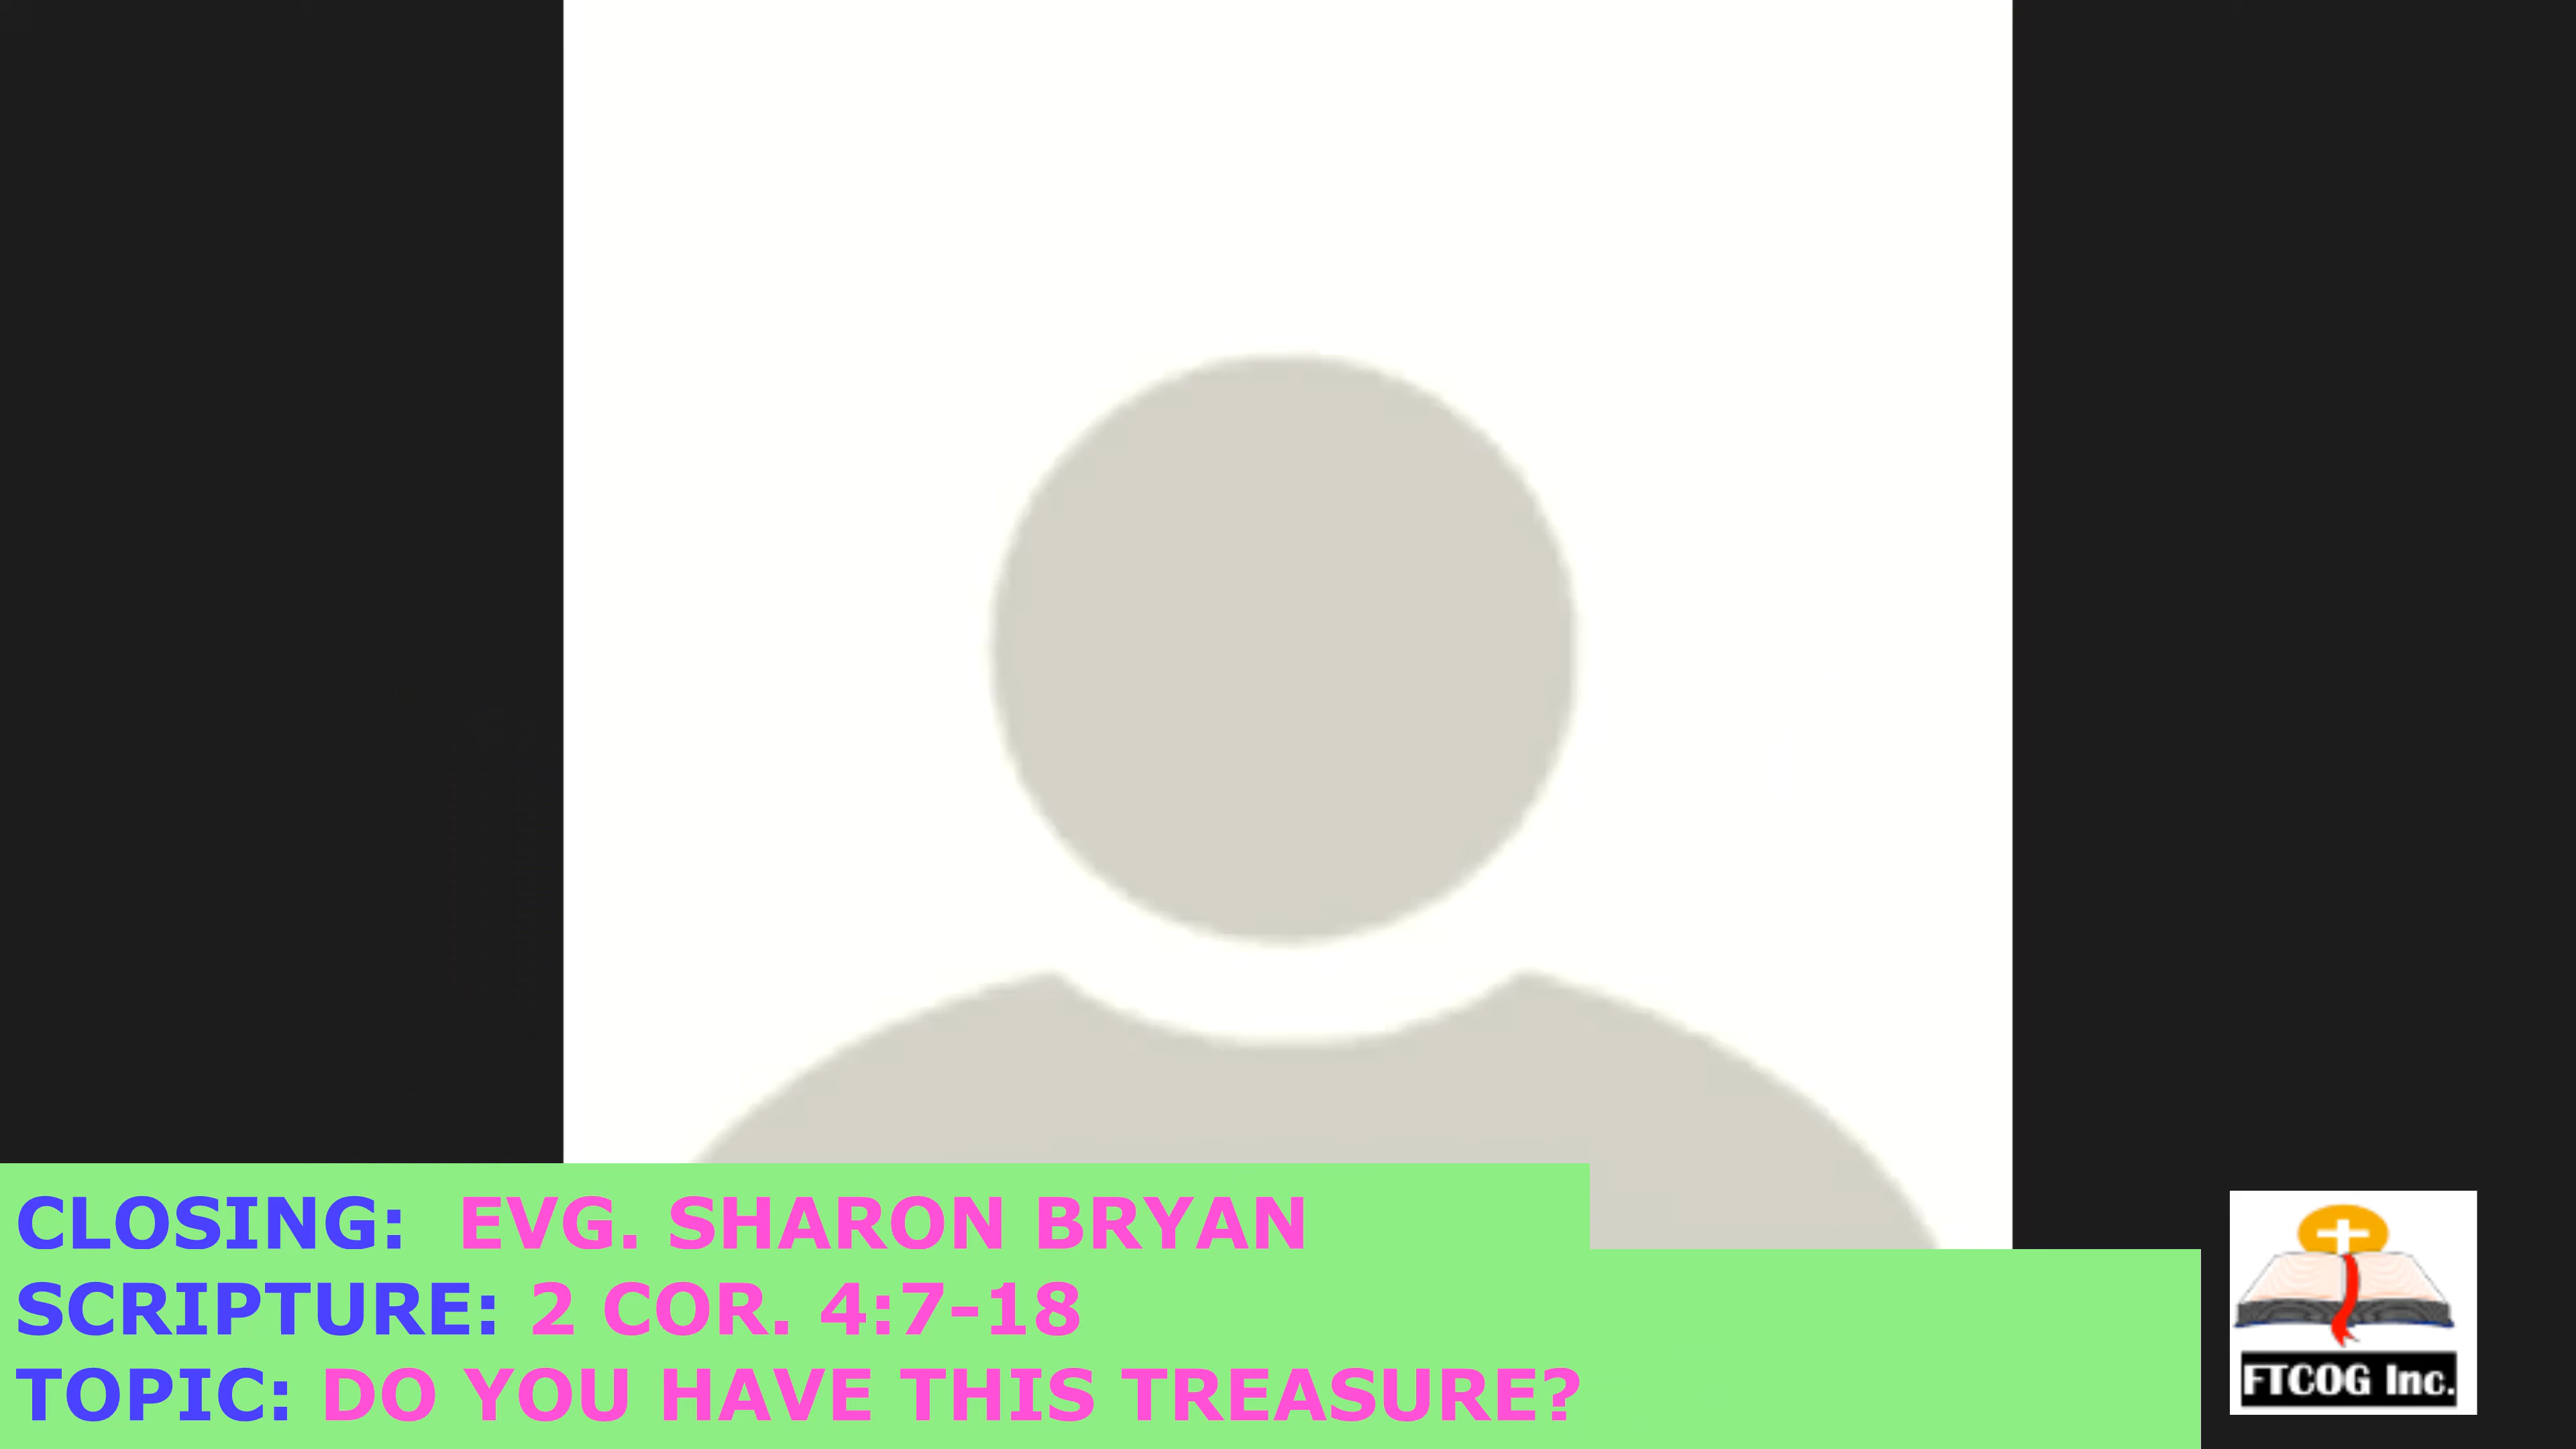 CLOSING: EVG. SHARON BRYAN
SCRIPTURE: 2 COR. 4:7-18
TOPIC: DO YOU HAVE THIS TREASURE?
FTCOG Inc.